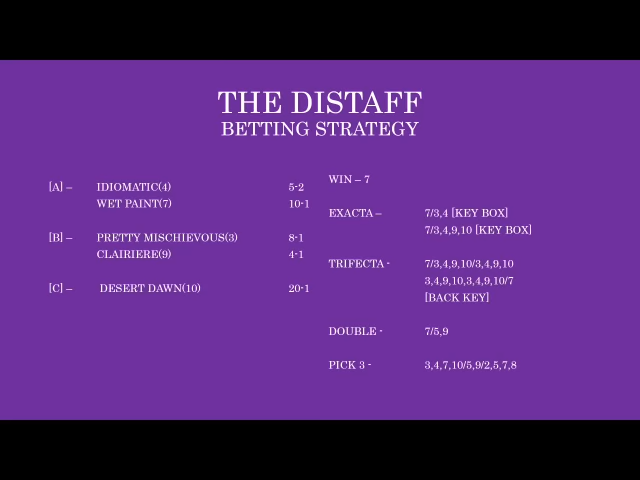 THE DISTAFF
BETTING STRATEGY
[A] – IDIOMATIC(4) 5-2
WET PAINT(7) 10-1
[B] – PRETTY MISCHIEVOUS(3) 8-1
CLAIRIERE(9) 4-1
[C] – DESERT DAWN(10) 20-1
WIN – 7
EXACTA – 7/3,4 [KEY BOX]
7/3,4,9,10 [KEY BOX]
TRIFECTA - 7/3,4,9,10/3,4,9,10
3,4,9,10,3,4,9,10/7
[BACK KEY]
DOUBLE - 7/5,9
PICK 3 - 3,4,7,10/5,9/2,5,7,8